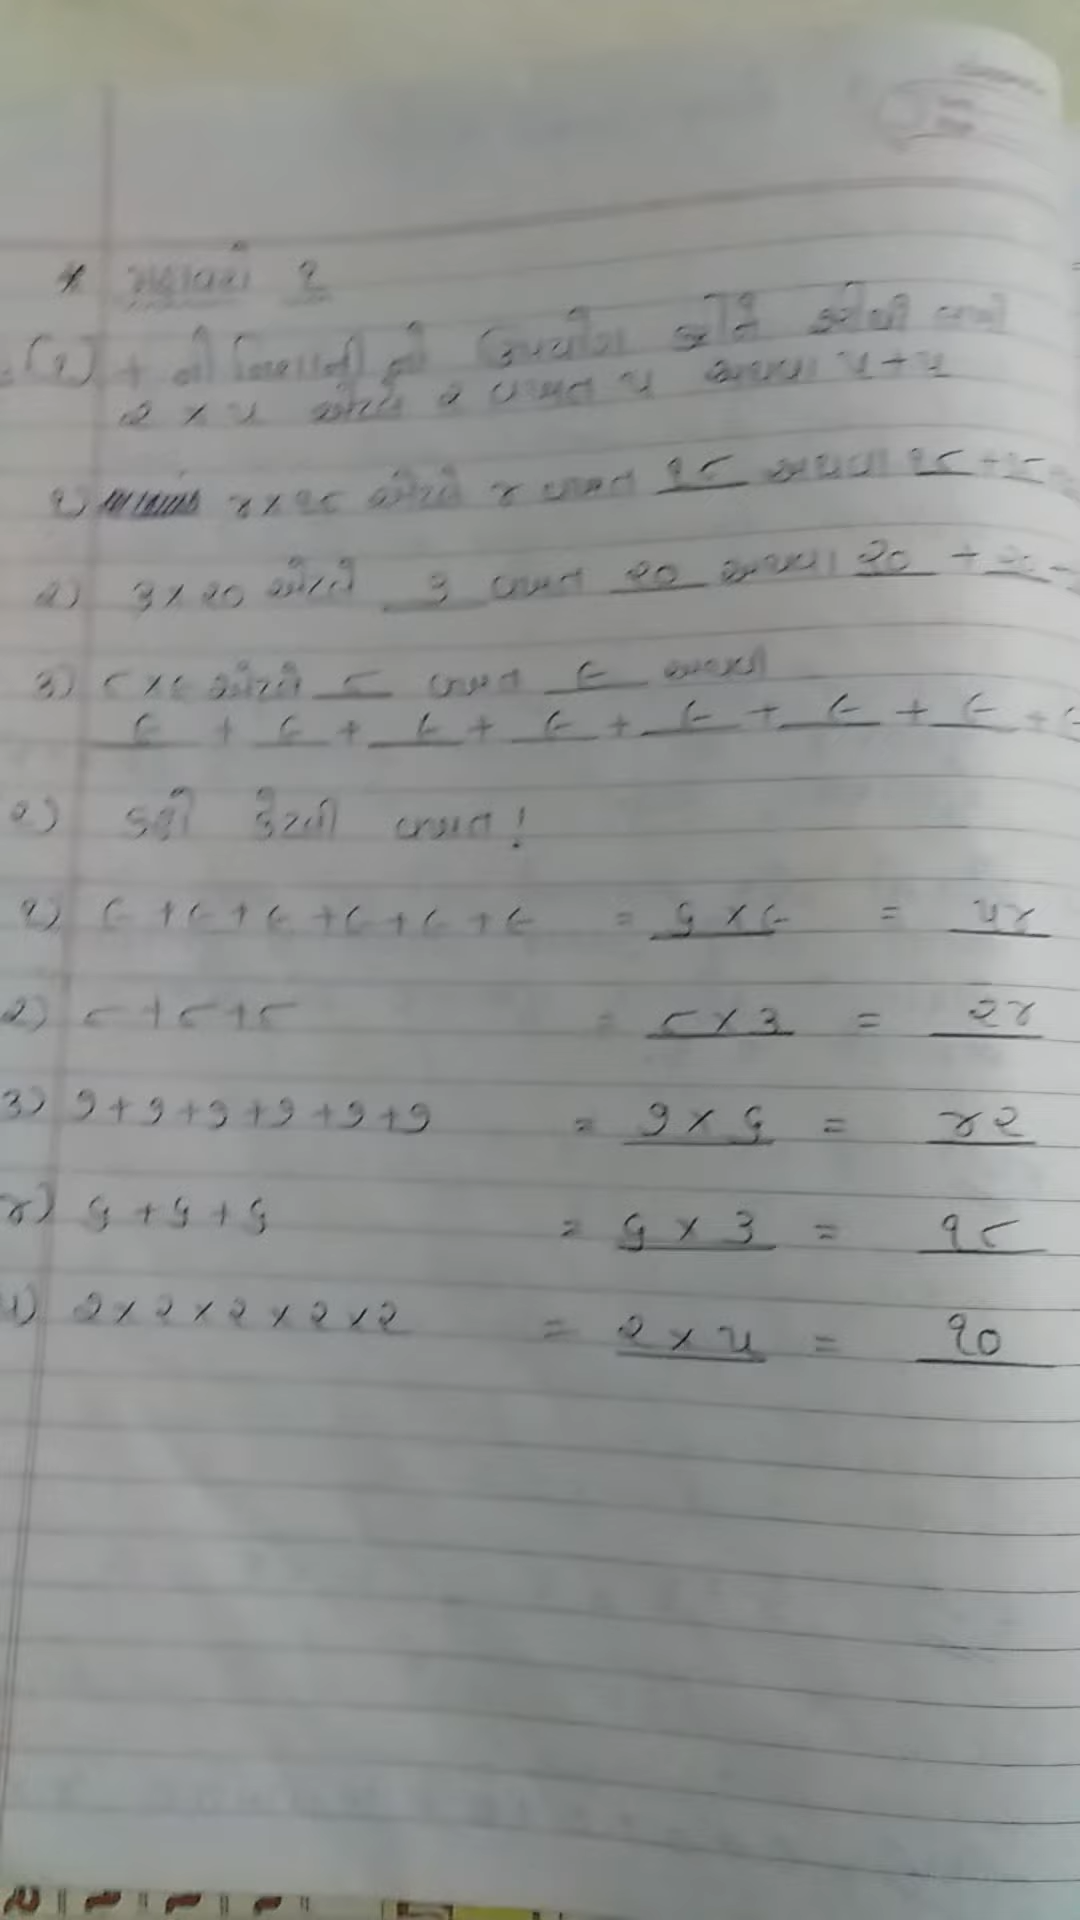 * મહાવરો ૧
(૧) + ની નિશાની નો ઉપયોગ કરીને
૨ × ૫ એટલે ૨ વખત ૫ અથવા ૫ + ૫
૧) ૪ × ૧૮ એટલે ૪ વખત ૧૮ અથવા ૧૮ + ૧૮
૨) ૩ × ૨૦ એટલે ૩ વખત ૨૦ અથવા ૨૦ + ૨૦
૩) ૮ × ૯ એટલે ૮ વખત ૯ અથવા
૯ + ૯ + ૯ + ૯ + ૯ + ૯ + ૯ + ૯
૨) કહો કેટલી વખત !
૧) ૯ + ૯ + ૯ + ૯ + ૯ + ૯ = ૬ × ૯ = ૫૪
૨) ૮ + ૮ + ૮ = ૮ × ૩ = ૨૪
૩) ૭ + ૭ + ૭ + ૭ + ૭ + ૭ = ૭ × ૬ = ૪૨
૪) ૬ + ૬ + ૬ = ૬ × ૩ = ૧૮
૫) ૨ × ૨ × ૨ × ૨ × ૨ = ૨ × ૫ = ૧૦